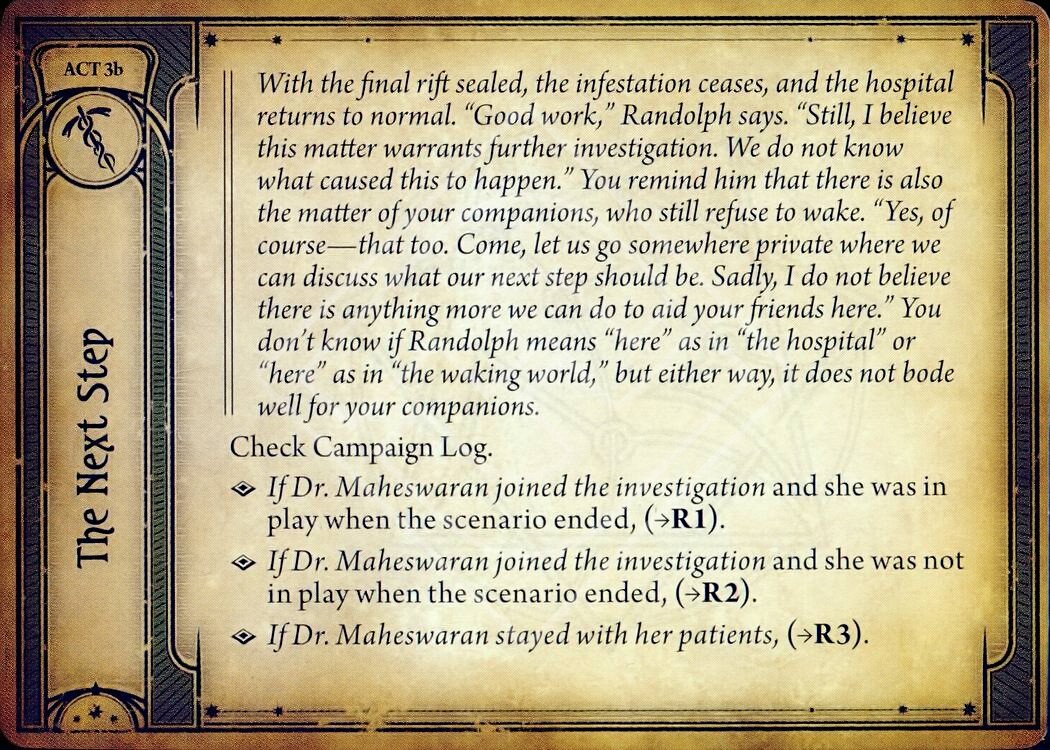 ACT 3b
The Next Step
With the final rift sealed, the infestation ceases, and the hospital
returns to normal. “Good work,” Randolph says. “Still, I believe
this matter warrants further investigation. We do not know
what caused this to happen.” You remind him that there is also
the matter of your companions, who still refuse to wake. “Yes, of
course—that too. Come, let us go somewhere private where we
can discuss what our next step should be. Sadly, I do not believe
there is anything more we can do to aid your friends here.” You
don’t know if Randolph means “here” as in “the hospital” or
“here” as in “the waking world,” but either way, it does not bode
well for your companions.
Check Campaign Log.
If Dr. Maheswaran joined the investigation and she was in
play when the scenario ended, (→R1).
If Dr. Maheswaran joined the investigation and she was not
in play when the scenario ended, (→R2).
If Dr. Maheswaran stayed with her patients, (→R3).